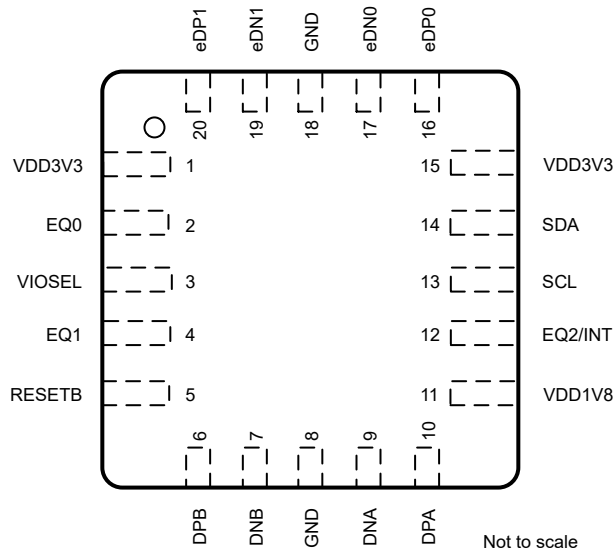 eDP1 eDN1 GND eDN0 eDP0
20 19 18 17 16
VDD3V3 1 15 VDD3V3
EQ0 2 14 SDA
VIOSEL 3 13 SCL
EQ1 4 12 EQ2/INT
RESETB 5 11 VDD1V8
6 7 8 9 10
DPB DNB GND DNA DPA
Not to scale